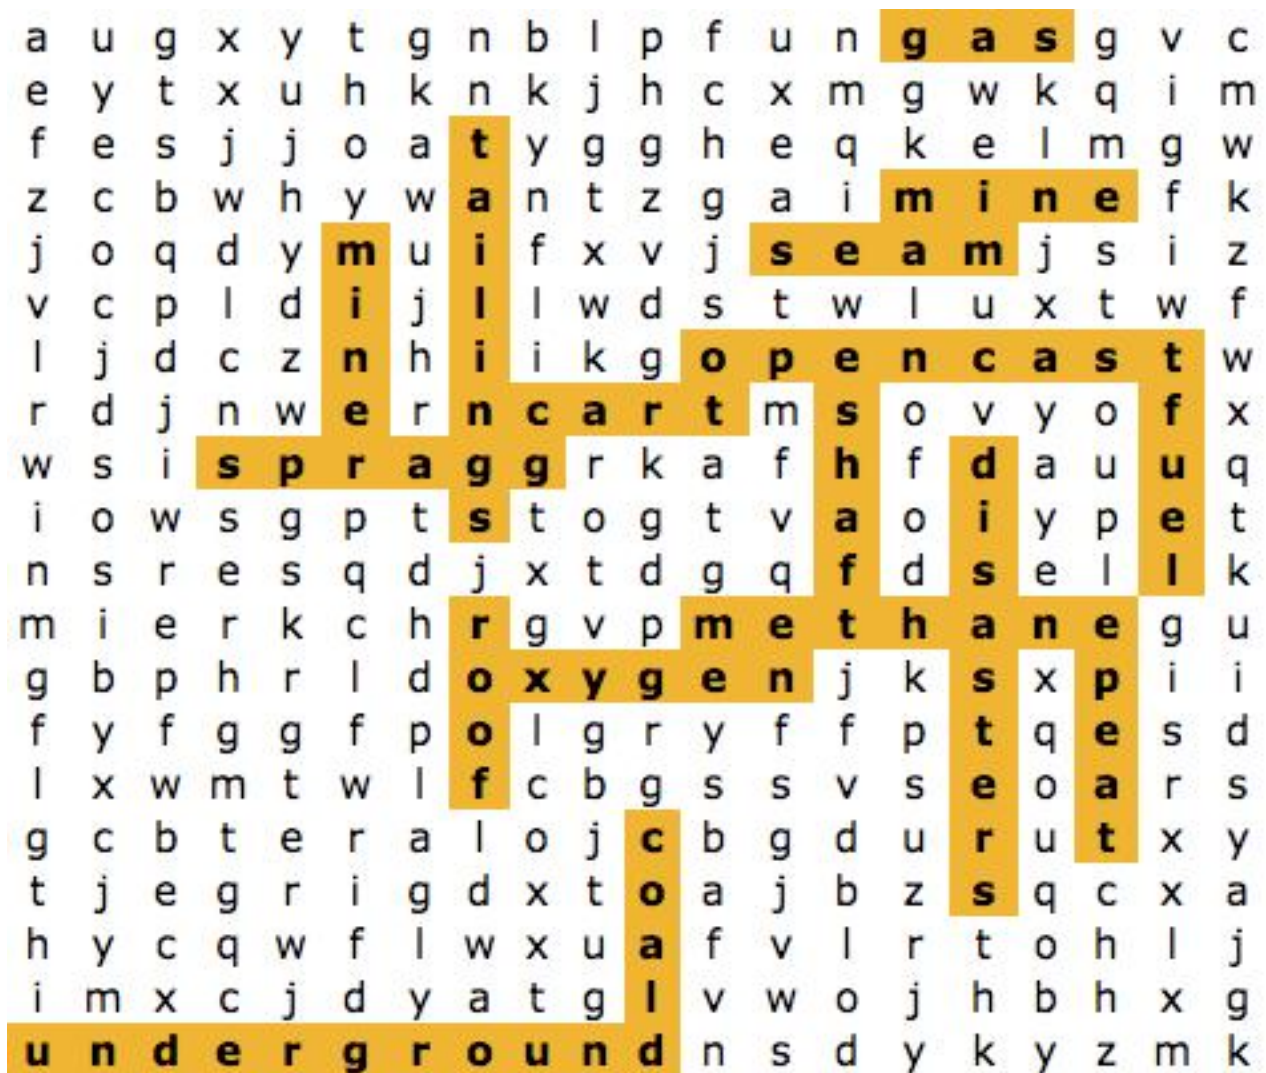 a u g x y t g n b l p f u n g a s g v c
e y t x u h k n k j h c x m g w k q i m
f e s j j o a t y g g h e q k e l m g w
z c b w h y w a n t z g a i m i n e f k
j o q d y m u i f x v j s e a m j s i z
v c p l d i j l l w d s t w l u x t w f
l j d c z n h i i k g o p e n c a s t w
r d j n w e r n c a r t m s o v y o f x
w s i s p r a g g r k a f h f d a u u q
i o w s g p t s t o g t v a o i y p e t
n s r e s q d j x t d g q f d s e l l k
m i e r k c h r g v p m e t h a n e g u
g b p h r l d o x y g e n j k s x p i i
f y f g g f p o l g r y f f p t q e s d
l x w m t w l f c b g s s v s e o a r s
g c b t e r a l o j c b g d u r u t x y
t j e g r i g d x t o a j b z s q c x a
h y c q w f l w x u a f v l r t o h l j
i m x c j d y a t g l v w o j h b h x g
u n d e r g r o u n d n s d y k y z m k